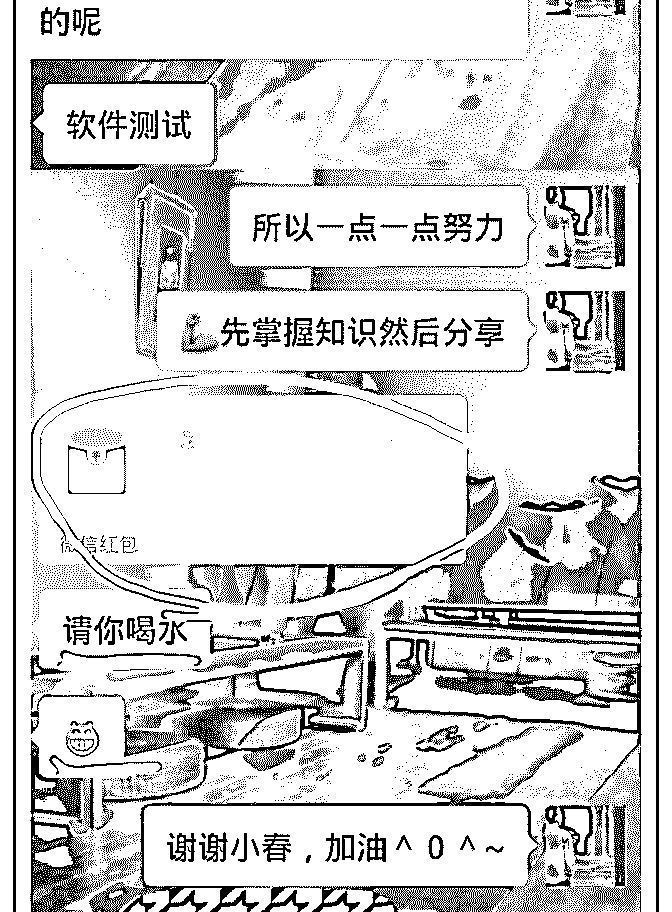 的呢
软件测试
所以一点一点努力
先掌握知识然后分享
微信红包
请你喝水
谢谢小春，加油＾０＾～